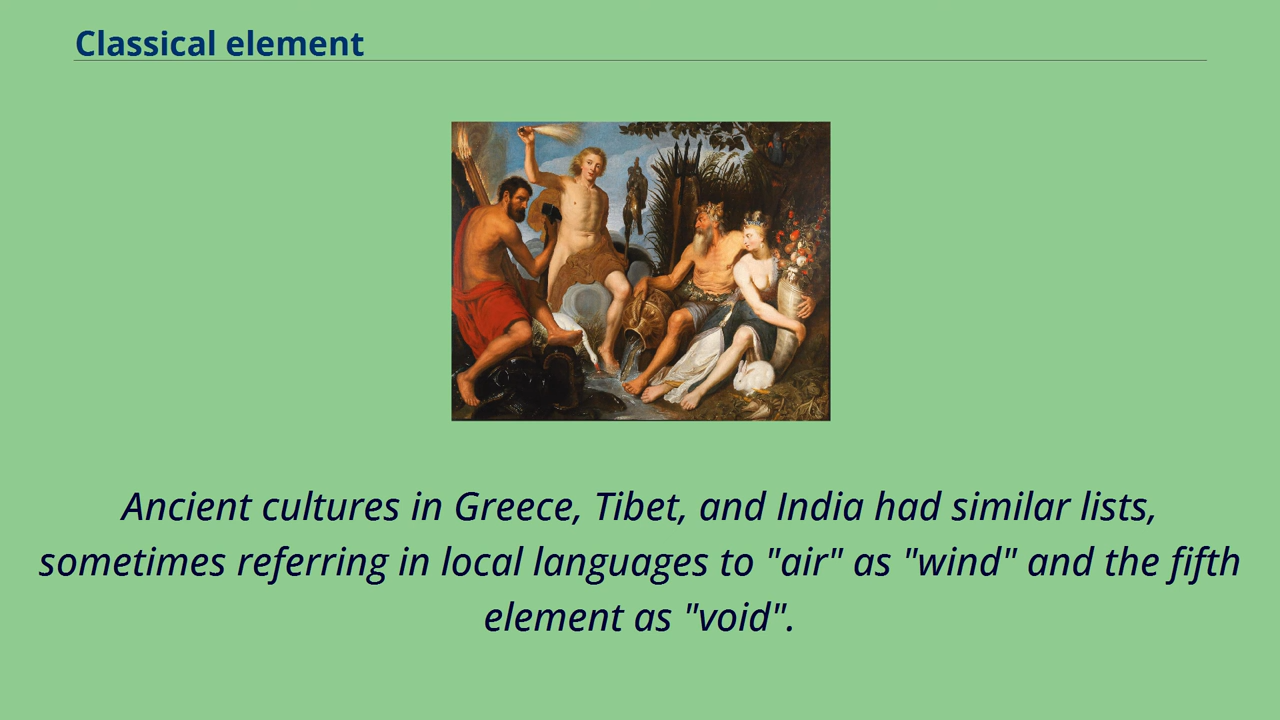 Classical element
Ancient cultures in Greece, Tibet, and India had similar lists,
sometimes referring in local languages to "air" as "wind" and the fifth
element as "void".